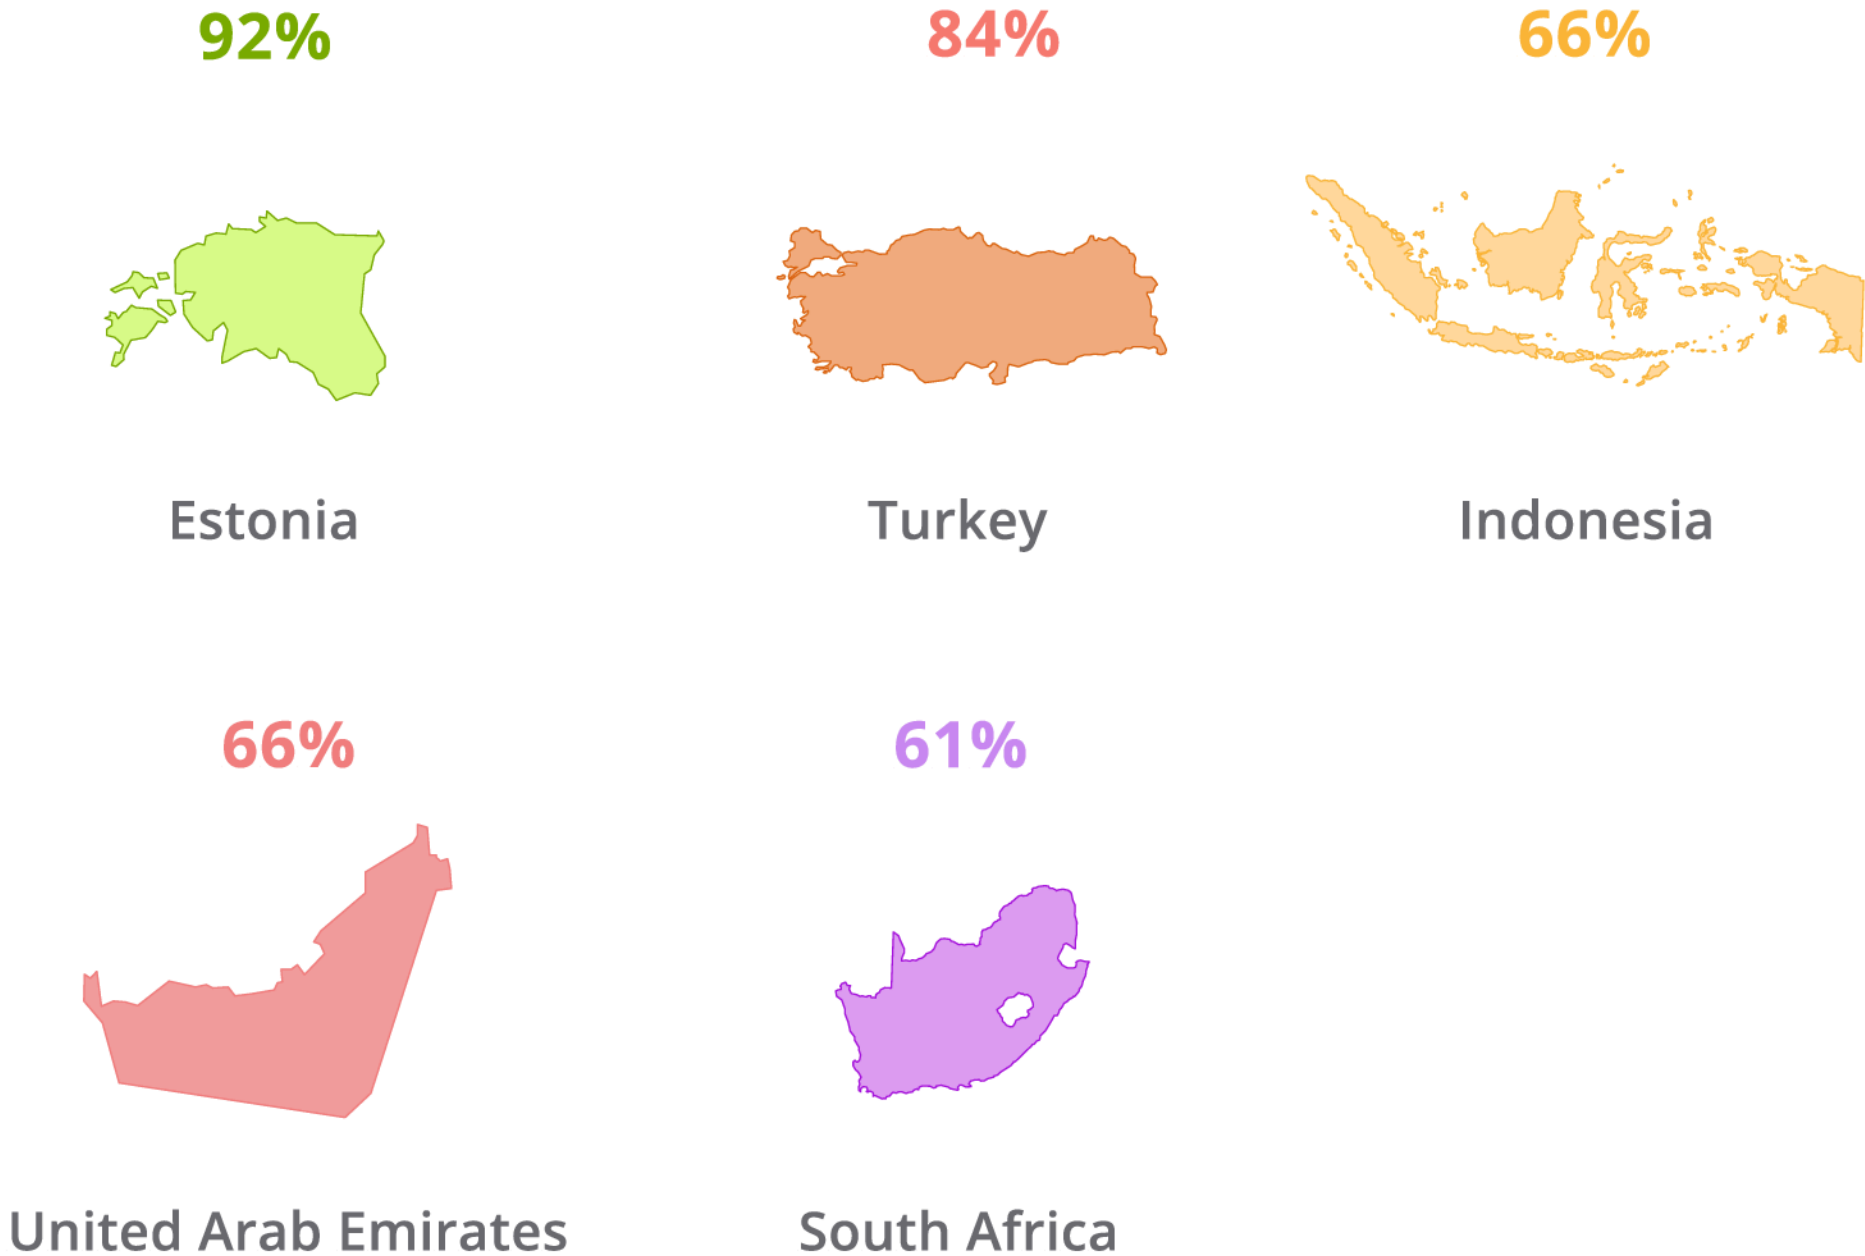 92%
84%
66%
Estonia
Turkey
Indonesia
66%
61%
United Arab Emirates
South Africa